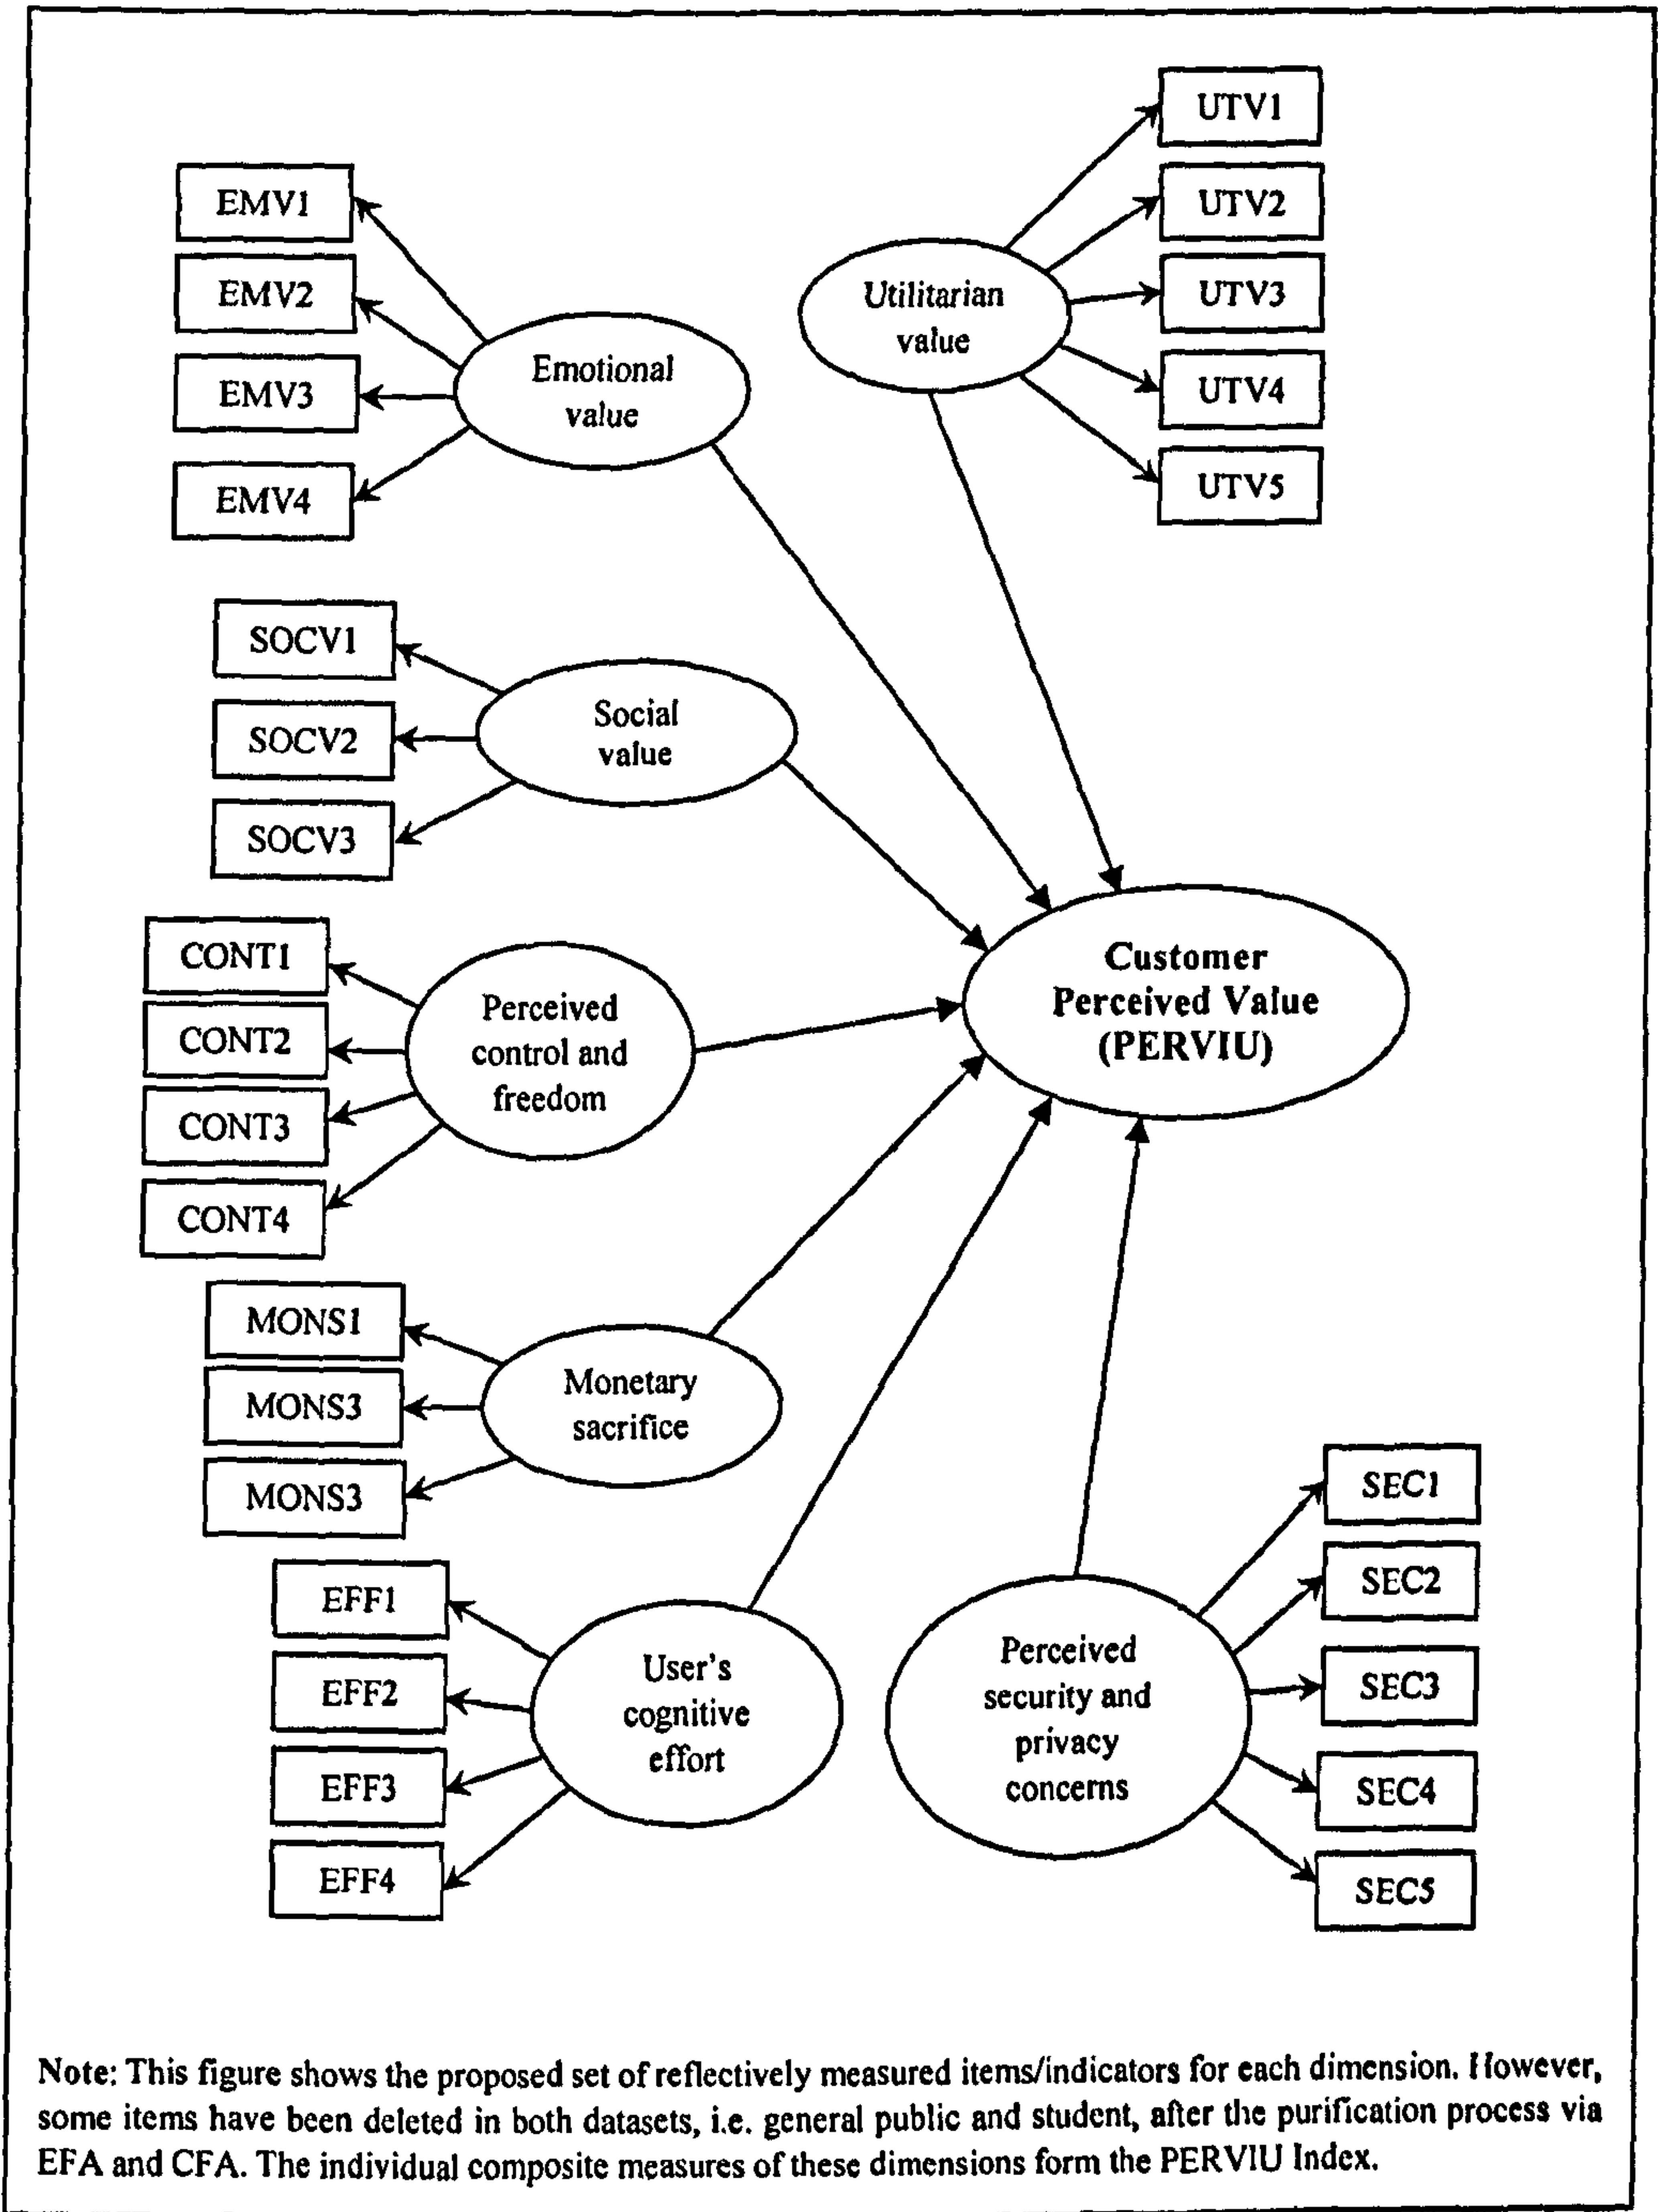 UTV1
UTV2
UTV3
UTV4
UTV5
Utilitarian
value
EMV1
EMV2
EMV3
EMV4
Emotional
value
SOCV1
SOCV2
SOCV3
Social
value
CONT1
CONT2
CONT3
CONT4
Perceived
control and
freedom
Customer
Perceived Value
(PERVIU)
MONS1
MONS3
MONS3
Monetary
sacrifice
EFF1
EFF2
EFF3
EFF4
User's
cognitive
effort
Perceived
security and
privacy
concerns
SEC1
SEC2
SEC3
SEC4
SEC5
Note: This figure shows the proposed set of reflectively measured items/indicators for each dimension. However,
some items have been deleted in both datasets, i.e. general public and student, after the purification process via
EFA and CFA. The individual composite measures of these dimensions form the PERVIU Index.